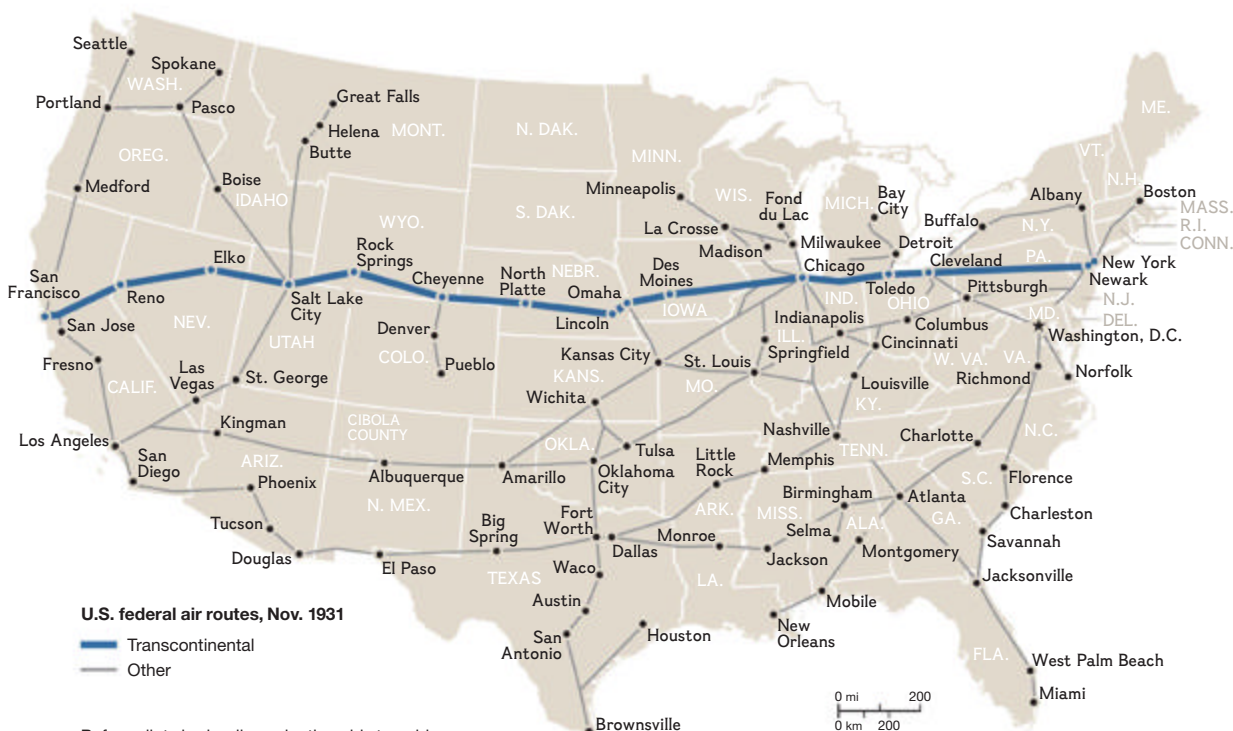 Seattle
Spokane
WASH.
Portland
Pasco
Great Falls
Helena
MONT.
Butte
N. DAK.
MINN.
ME.
OREG.
VT.
N.H.
Medford
Boise
IDAHO
WYO.
S. DAK.
Minneapolis
WIS.
Fond
du Lac
MICH.
Bay
City
Albany
Boston
MASS.
R.I.
CONN.
La Crosse
Madison
Milwaukee
Detroit
Buffalo
N.Y.
Elko
Rock
Springs
Cheyenne
North
Platte
NEBR.
Omaha
Des
Moines
Chicago
Cleveland
PA.
New York
Newark
San
Francisco
Reno
Salt Lake
City
Lincoln
IOWA
IND.
Toledo
OHIO
Pittsburgh
N.J.
DEL.
MD.
San Jose
NEV.
UTAH
Denver
COLO.
Pueblo
Kansas City
KANS.
St. Louis
MO.
ILL.
Springfield
Indianapolis
Columbus
Cincinnati
W. VA.
VA.
Washington, D.C.
Richmond
Norfolk
Fresno
CALIF.
Las
Vegas
St. George
Wichita
Louisville
KY.
Los Angeles
Kingman
CIBOLA
COUNTY
OKLA.
Tulsa
Nashville
TENN.
Charlotte
N.C.
San
Diego
ARIZ.
Phoenix
Albuquerque
Amarillo
Oklahoma
City
Little
Rock
Memphis
S.C.
Florence
N. MEX.
ARK.
MISS.
Birmingham
ALA.
Atlanta
GA.
Charleston
Tucson
Douglas
El Paso
Big
Spring
Fort
Worth
Dallas
Monroe
Selma
Jackson
Montgomery
Savannah
TEXAS
Waco
LA.
Jacksonville
Austin
Mobile
San
Antonio
Houston
New
Orleans
FLA.
West Palm Beach
Miami
Brownsville
U.S. federal air routes, Nov. 1931
Transcontinental
Other
0 mi 200
0 km 200